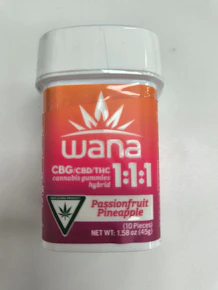 wana
CBG/CBD/THC
cannabis gummies
hybrid
1:1:1
Passionfruit
Pineapple
(10 Pieces)
NET WT: 1.58 oz (45g)